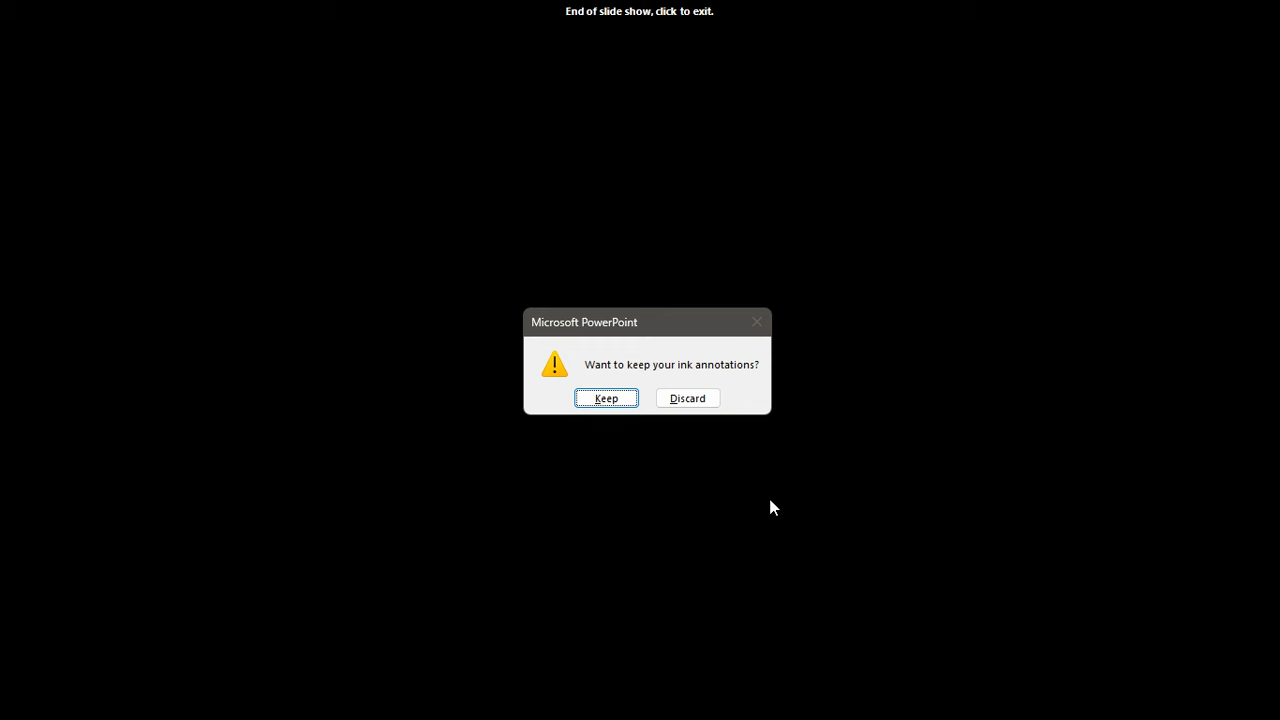 End of slide show, click to exit.
Microsoft PowerPoint
Want to keep your ink annotations?
Keep Discard